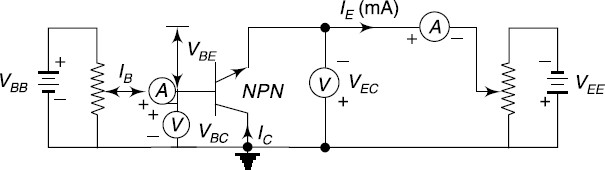 I_E (mA)
+ A −
V_BE
V_BB + −
I_B
A
+
+
V
−
NPN
V_BC
I_C
−
V
+
V_EC
−
+
V_EE